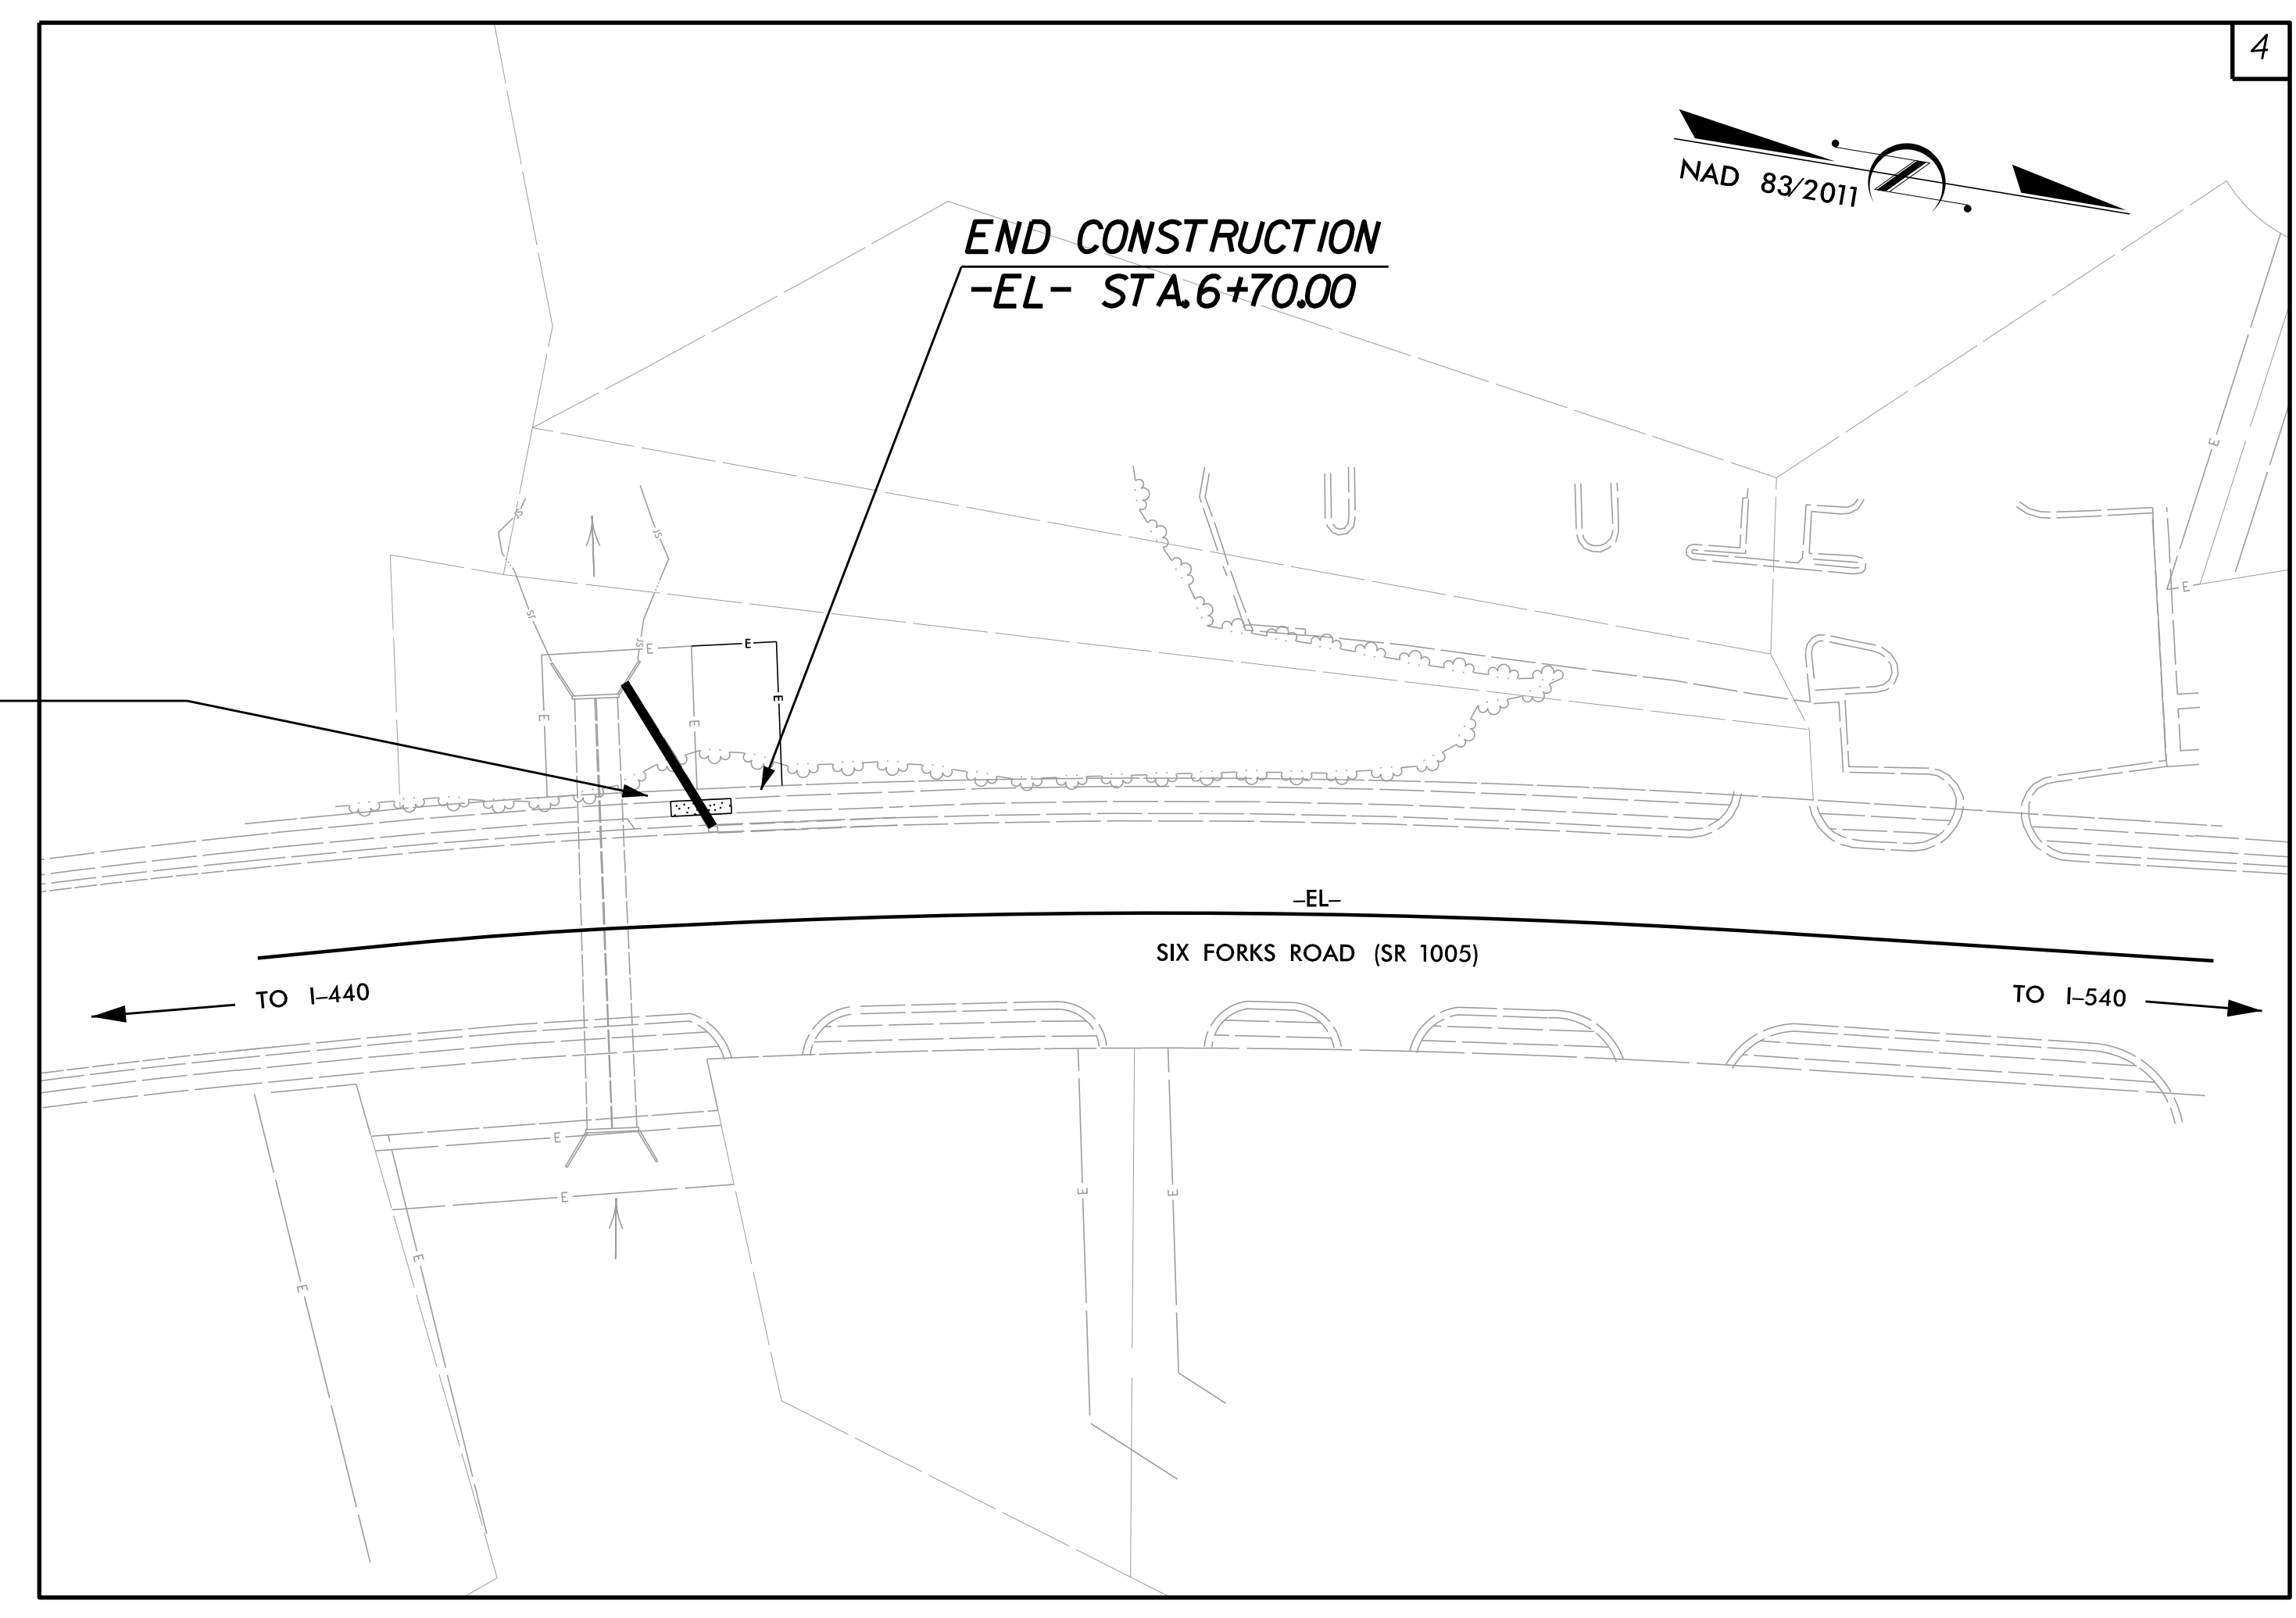 4
NAD 83/2011
END CONSTRUCTION
-EL- STA.6+70.00
E
E
E
E
E
E
E
E
-EL-
SIX FORKS ROAD (SR 1005)
TO I-440
TO I-540
E
E
E
E
E
E